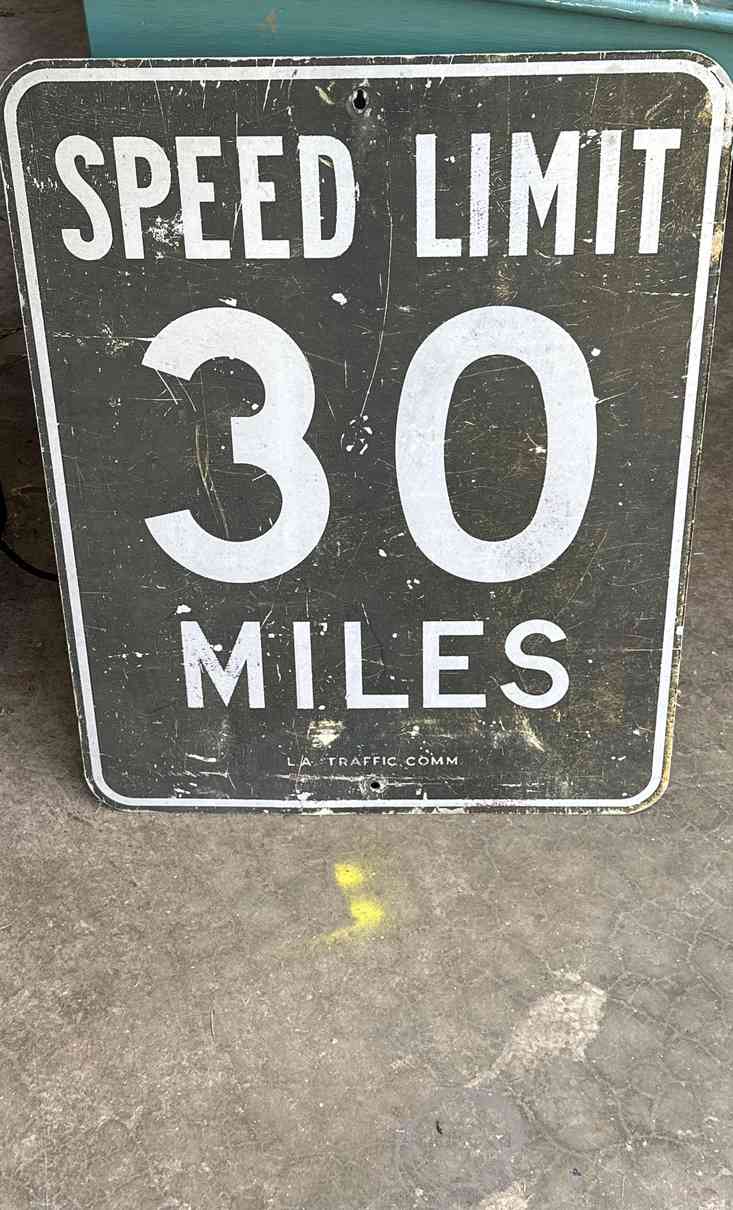 SPEED LIMIT
30
MILES
L.A. TRAFFIC COMM